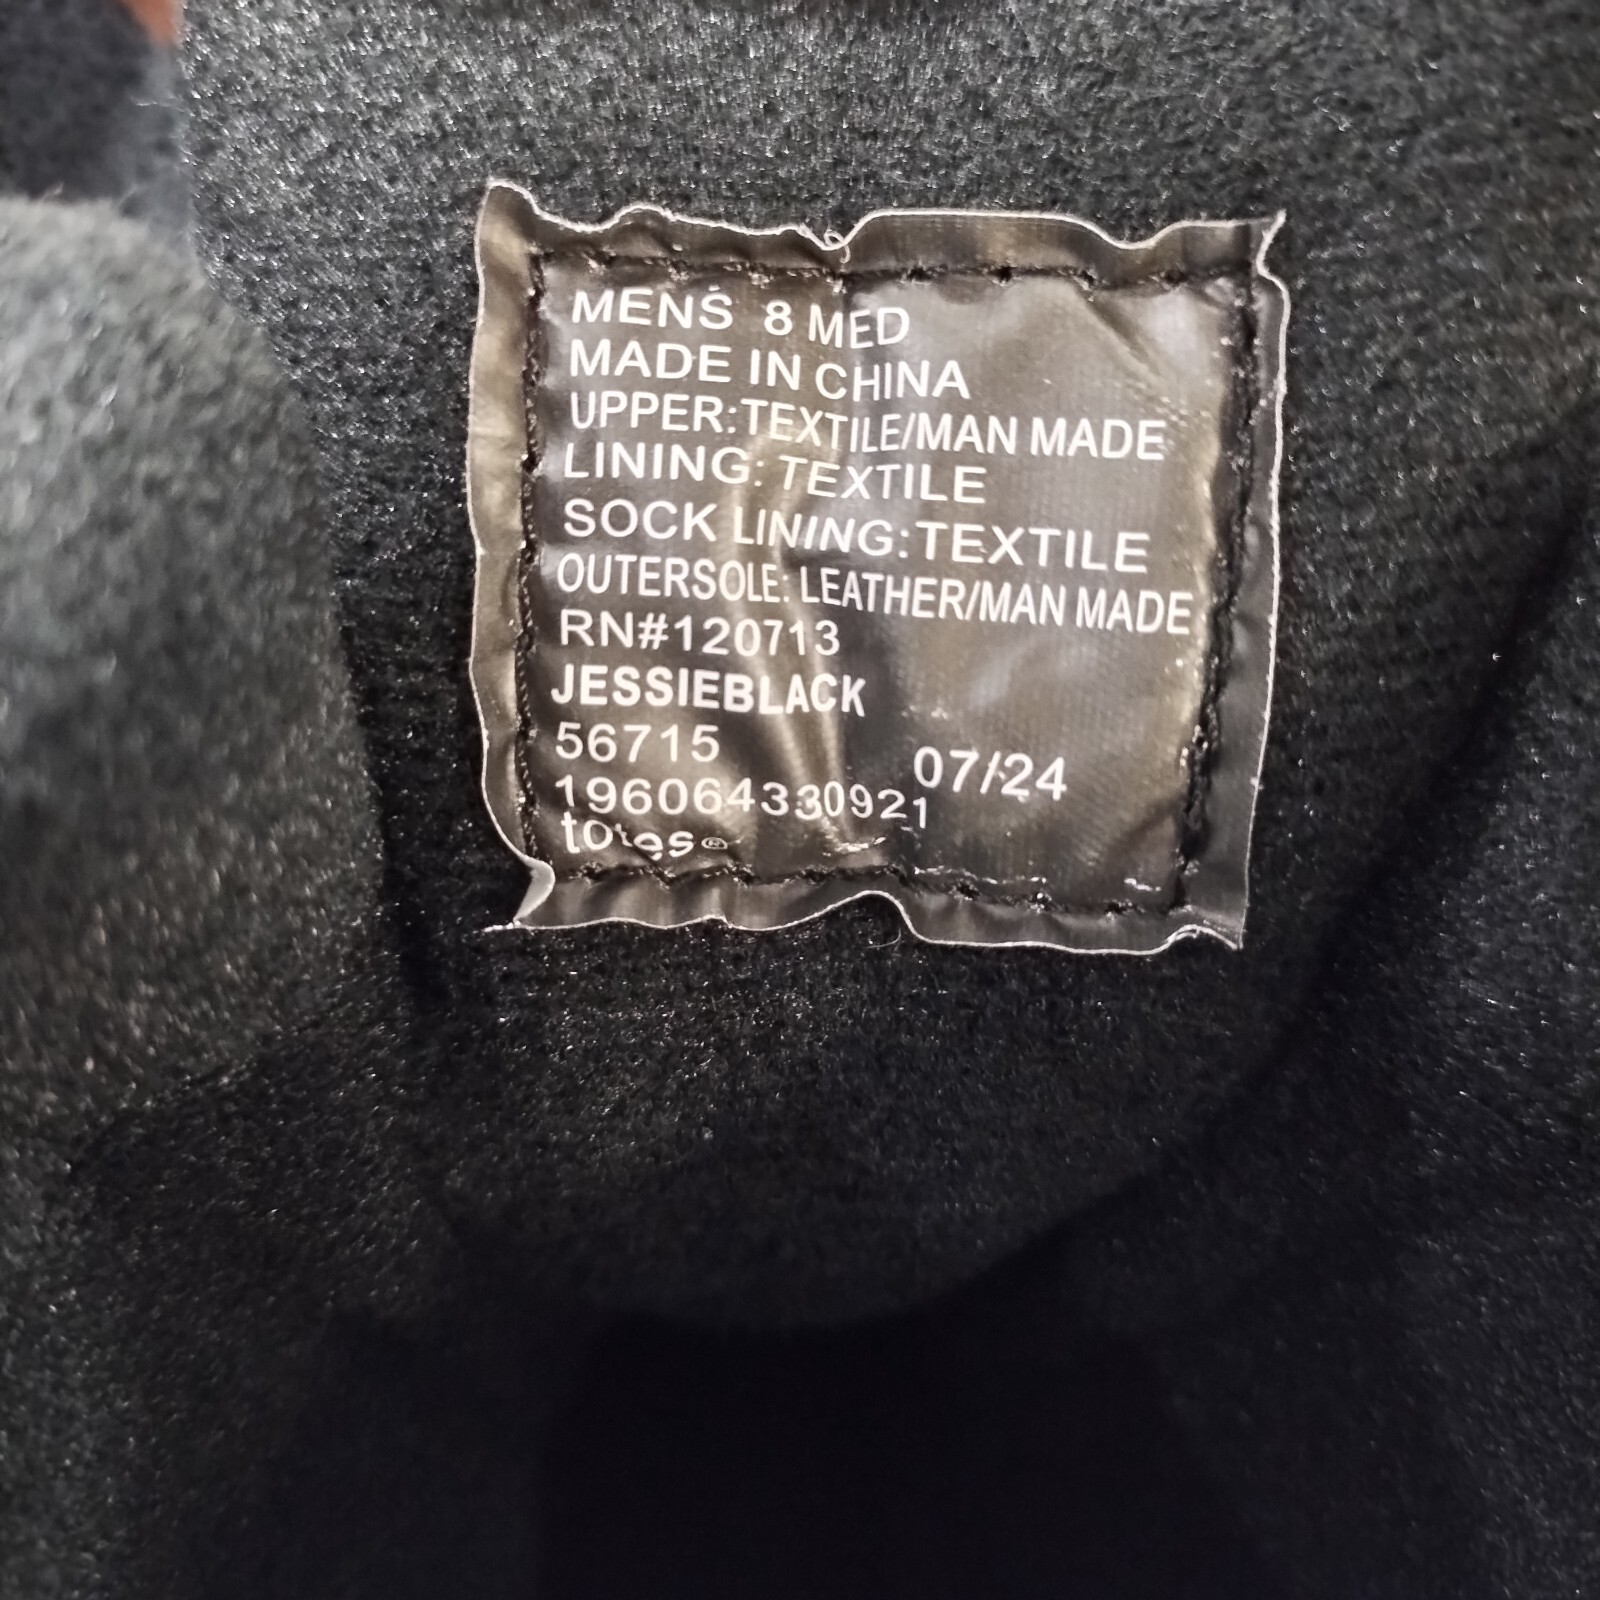 MENS 8 MED
MADE IN CHINA
UPPER:TEXTILE/MAN MADE
LINING: TEXTILE
SOCK LINING:TEXTILE
OUTERSOLE: LEATHER/MAN MADE
RN#120713
JESSIEBLACK
56715
07/24
196064330921
totes®